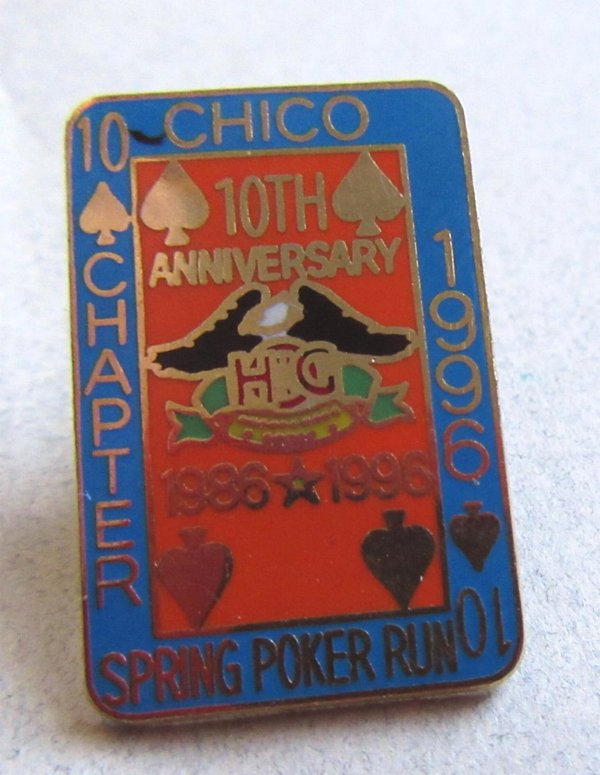 10 CHICO
CHAPTER
10TH
ANNIVERSARY
HOG
1986 ★ 1996
1996
SPRING POKER RUN
10